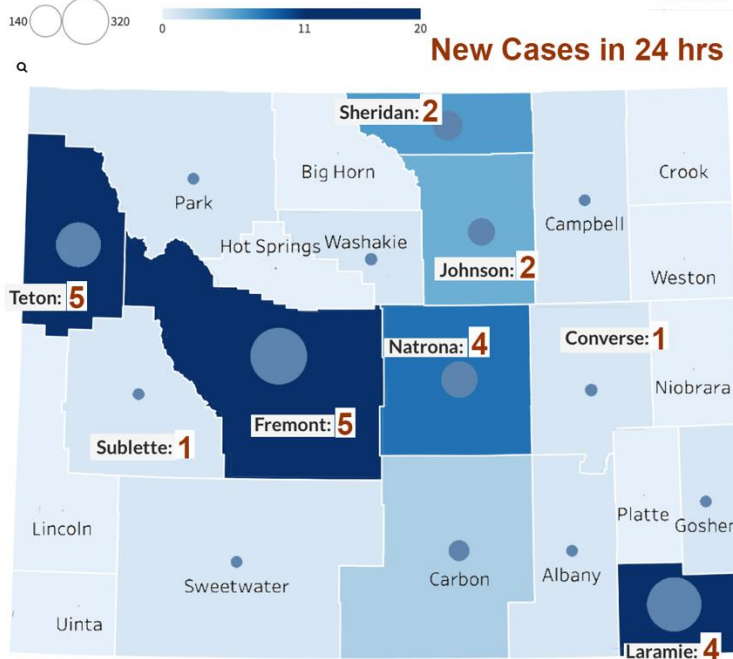 140 320
0 11 20
New Cases in 24 hrs
Sheridan: 2
Big Horn
Crook
Park
Campbell
Hot Springs Washakie
Johnson: 2
Weston
Teton: 5
Natrona: 4
Converse: 1
Niobrara
Fremont: 5
Sublette: 1
Lincoln
Platte Goshen
Sweetwater
Carbon
Albany
Uinta
Laramie: 4